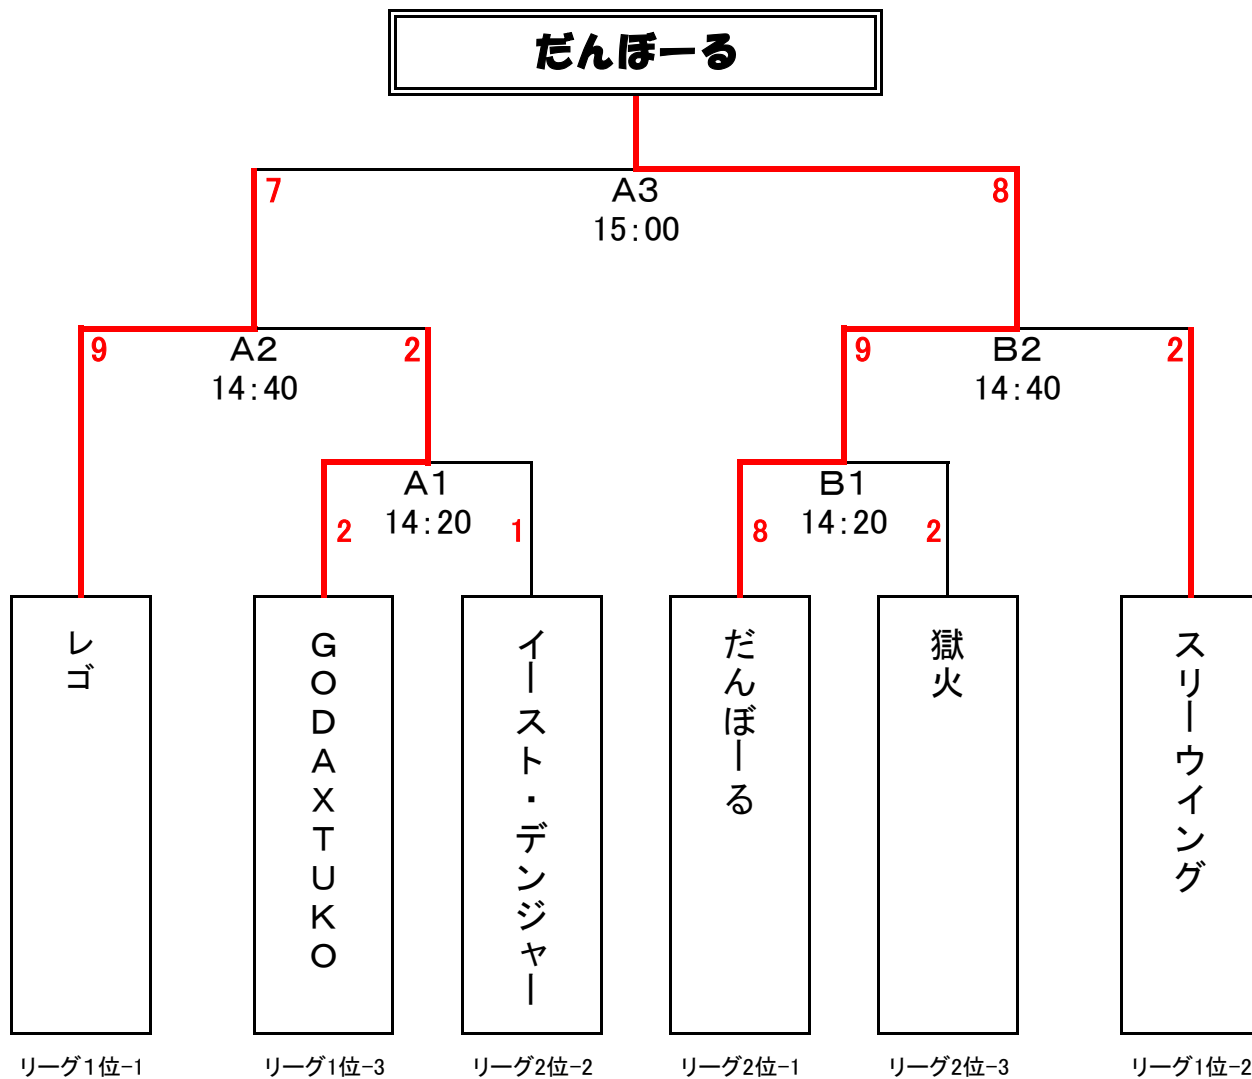 だんぼーる
7
A3
8
15:00
9
A2
2
9
B2
2
14:40
14:40
A1
B1
2
14:20
1
8
14:20
2
レゴ
GODAXTUKO
イースト・デンジャー
だんぼーる
獄火
スリーウイング
リーグ1位-1
リーグ1位-3
リーグ2位-2
リーグ2位-1
リーグ2位-3
リーグ1位-2